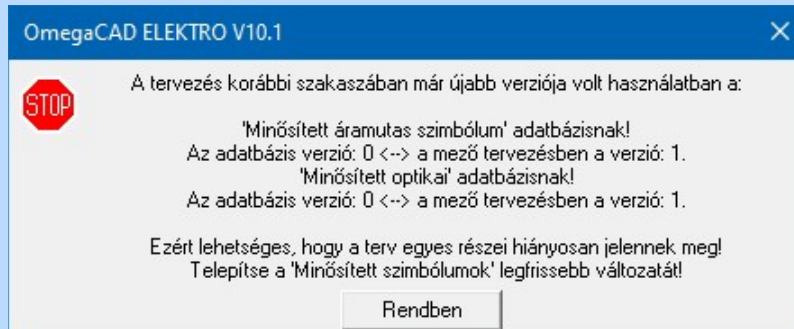 OmegaCAD ELEKTRO V10.1
STOP
A tervezés korábbi szakaszában már újabb verziója volt használatban a:
'Minősített áramutas szimbólum' adatbázisnak!
Az adatbázis verzió: 0 <--> a mező tervezésben a verzió: 1.
'Minősített optikai' adatbázisnak!
Az adatbázis verzió: 0 <--> a mező tervezésben a verzió: 1.
Ezért lehetséges, hogy a terv egyes részei hiányosan jelennek meg!
Telepítse a 'Minősített szimbólumok' legfrissebb változatát!
Rendben